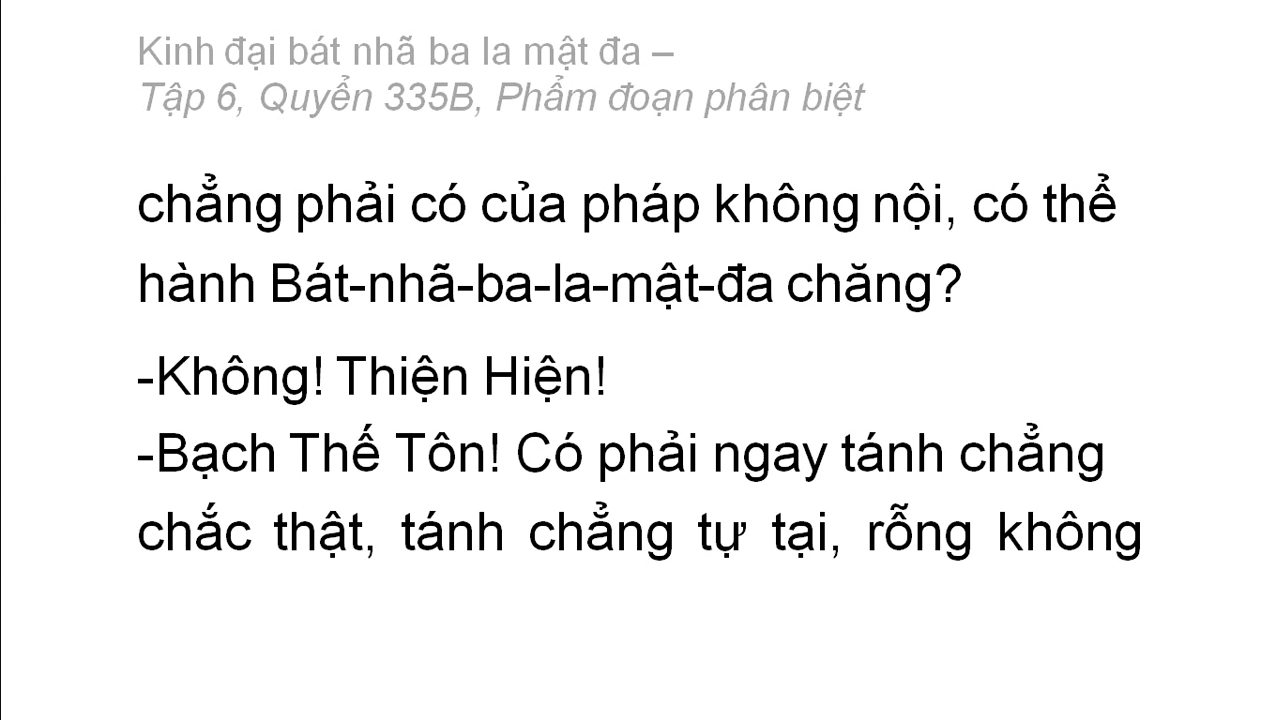 Kinh đại bát nhã ba la mật đa –
Tập 6, Quyển 335B, Phẩm đoạn phân biệt
chẳng phải có của pháp không nội, có thể
hành Bát-nhã-ba-la-mật-đa chăng?
-Không! Thiện Hiện!
-Bạch Thế Tôn! Có phải ngay tánh chẳng
chắc thật, tánh chẳng tự tại, rỗng không